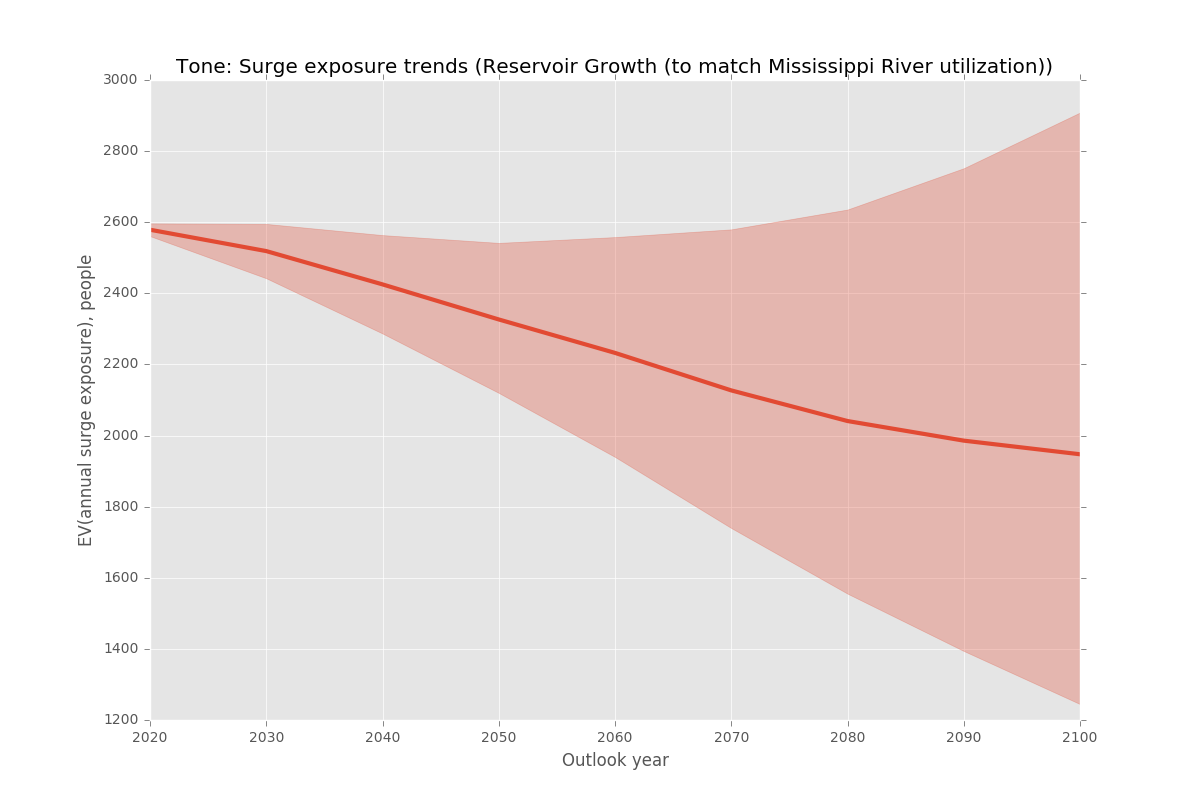 Tone: Surge exposure trends (Reservoir Growth (to match Mississippi River utilization))
3000
2800
2600
2400
2200
2000
1800
1600
1400
1200
EV(annual surge exposure), people
2020 2030 2040 2050 2060 2070 2080 2090 2100
Outlook year